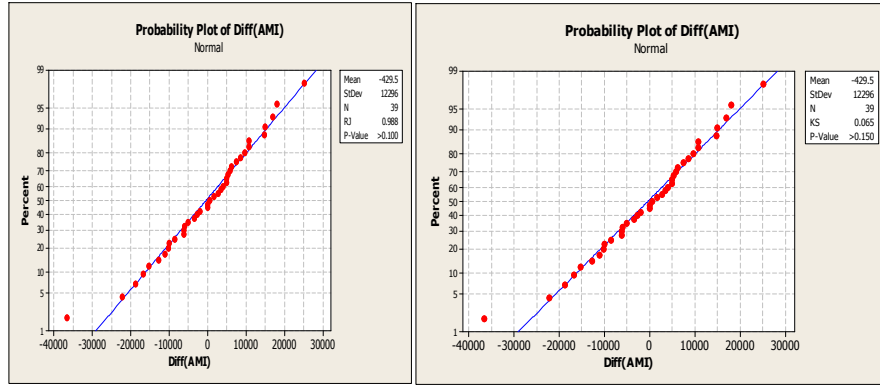 Probability Plot of Diff(AMI)
Normal
99
95
90
80
70
60
50
40
30
20
10
5
1
Percent
-40000 -30000 -20000 -10000 0 10000 20000 30000
Diff(AMI)
Mean -429.5
StDev 12296
N 39
RJ 0.988
P-Value >0.100
Probability Plot of Diff(AMI)
Normal
99
95
90
80
70
60
50
40
30
20
10
5
1
Percent
-40000 -30000 -20000 -10000 0 10000 20000 30000
Diff(AMI)
Mean -429.5
StDev 12296
N 39
KS 0.065
P-Value >0.150